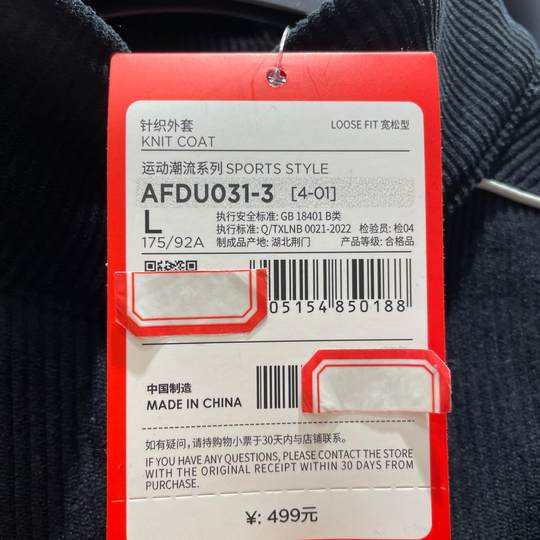 针织外套
KNIT COAT
LOOSE FIT 宽松型
运动潮流系列 SPORTS STYLE
AFDU031-3 [4-01]
L
175/92A
执行安全标准: GB 18401 B类
执行标准: Q/TXLNB 0021-2022 检验员: 检04
制成品产地: 湖北荆门 产品等级: 合格品
05154 850188
中国制造
MADE IN CHINA
如有疑问,请持购物小票于30天内与店铺联系。
IF YOU HAVE ANY QUESTIONS, PLEASE CONTACT THE STORE
WITH THE ORIGINAL RECEIPT WITHIN 30 DAYS FROM
PURCHASE.
¥: 499元